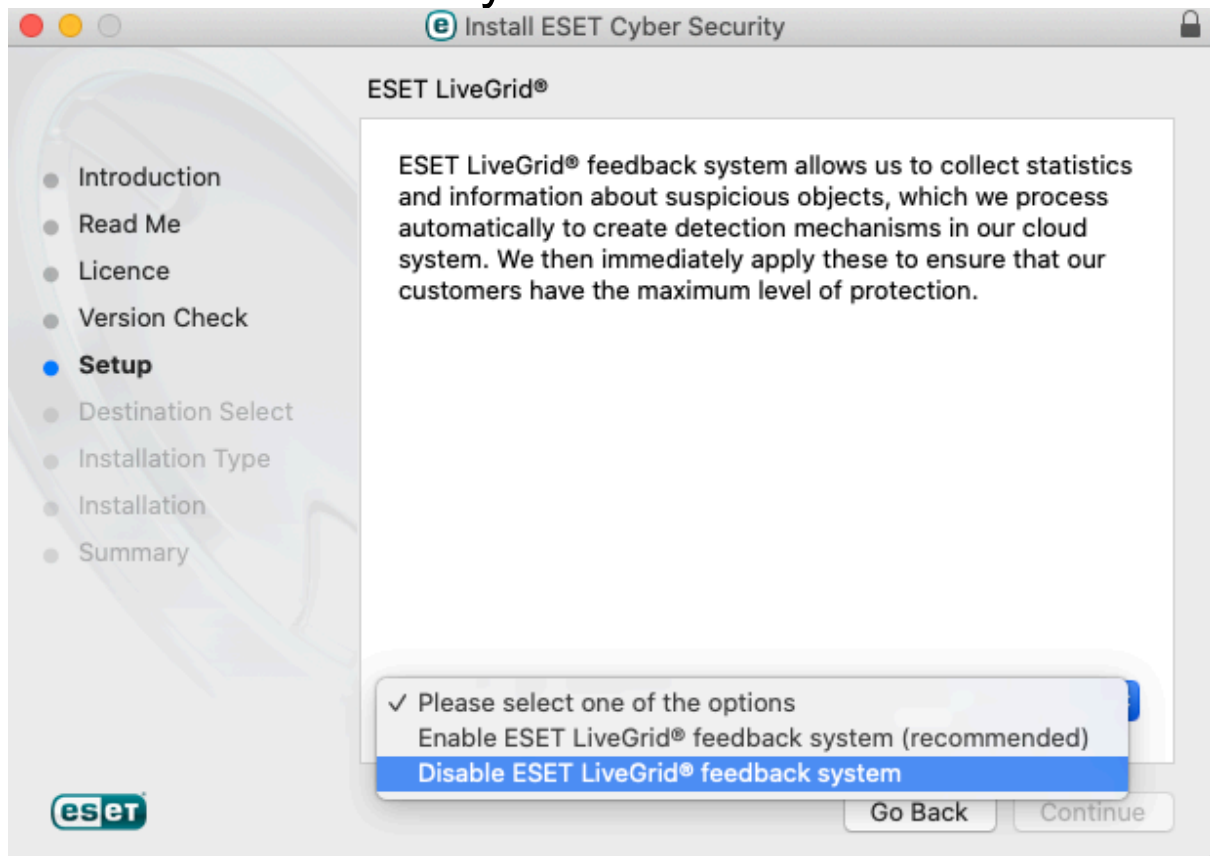 Install ESET Cyber Security
ESET LiveGrid®
Introduction
Read Me
Licence
Version Check
Setup
Destination Select
Installation Type
Installation
Summary
ESET LiveGrid® feedback system allows us to collect statistics
and information about suspicious objects, which we process
automatically to create detection mechanisms in our cloud
system. We then immediately apply these to ensure that our
customers have the maximum level of protection.
✓ Please select one of the options
Enable ESET LiveGrid® feedback system (recommended)
Disable ESET LiveGrid® feedback system
eset
Go Back
Continue